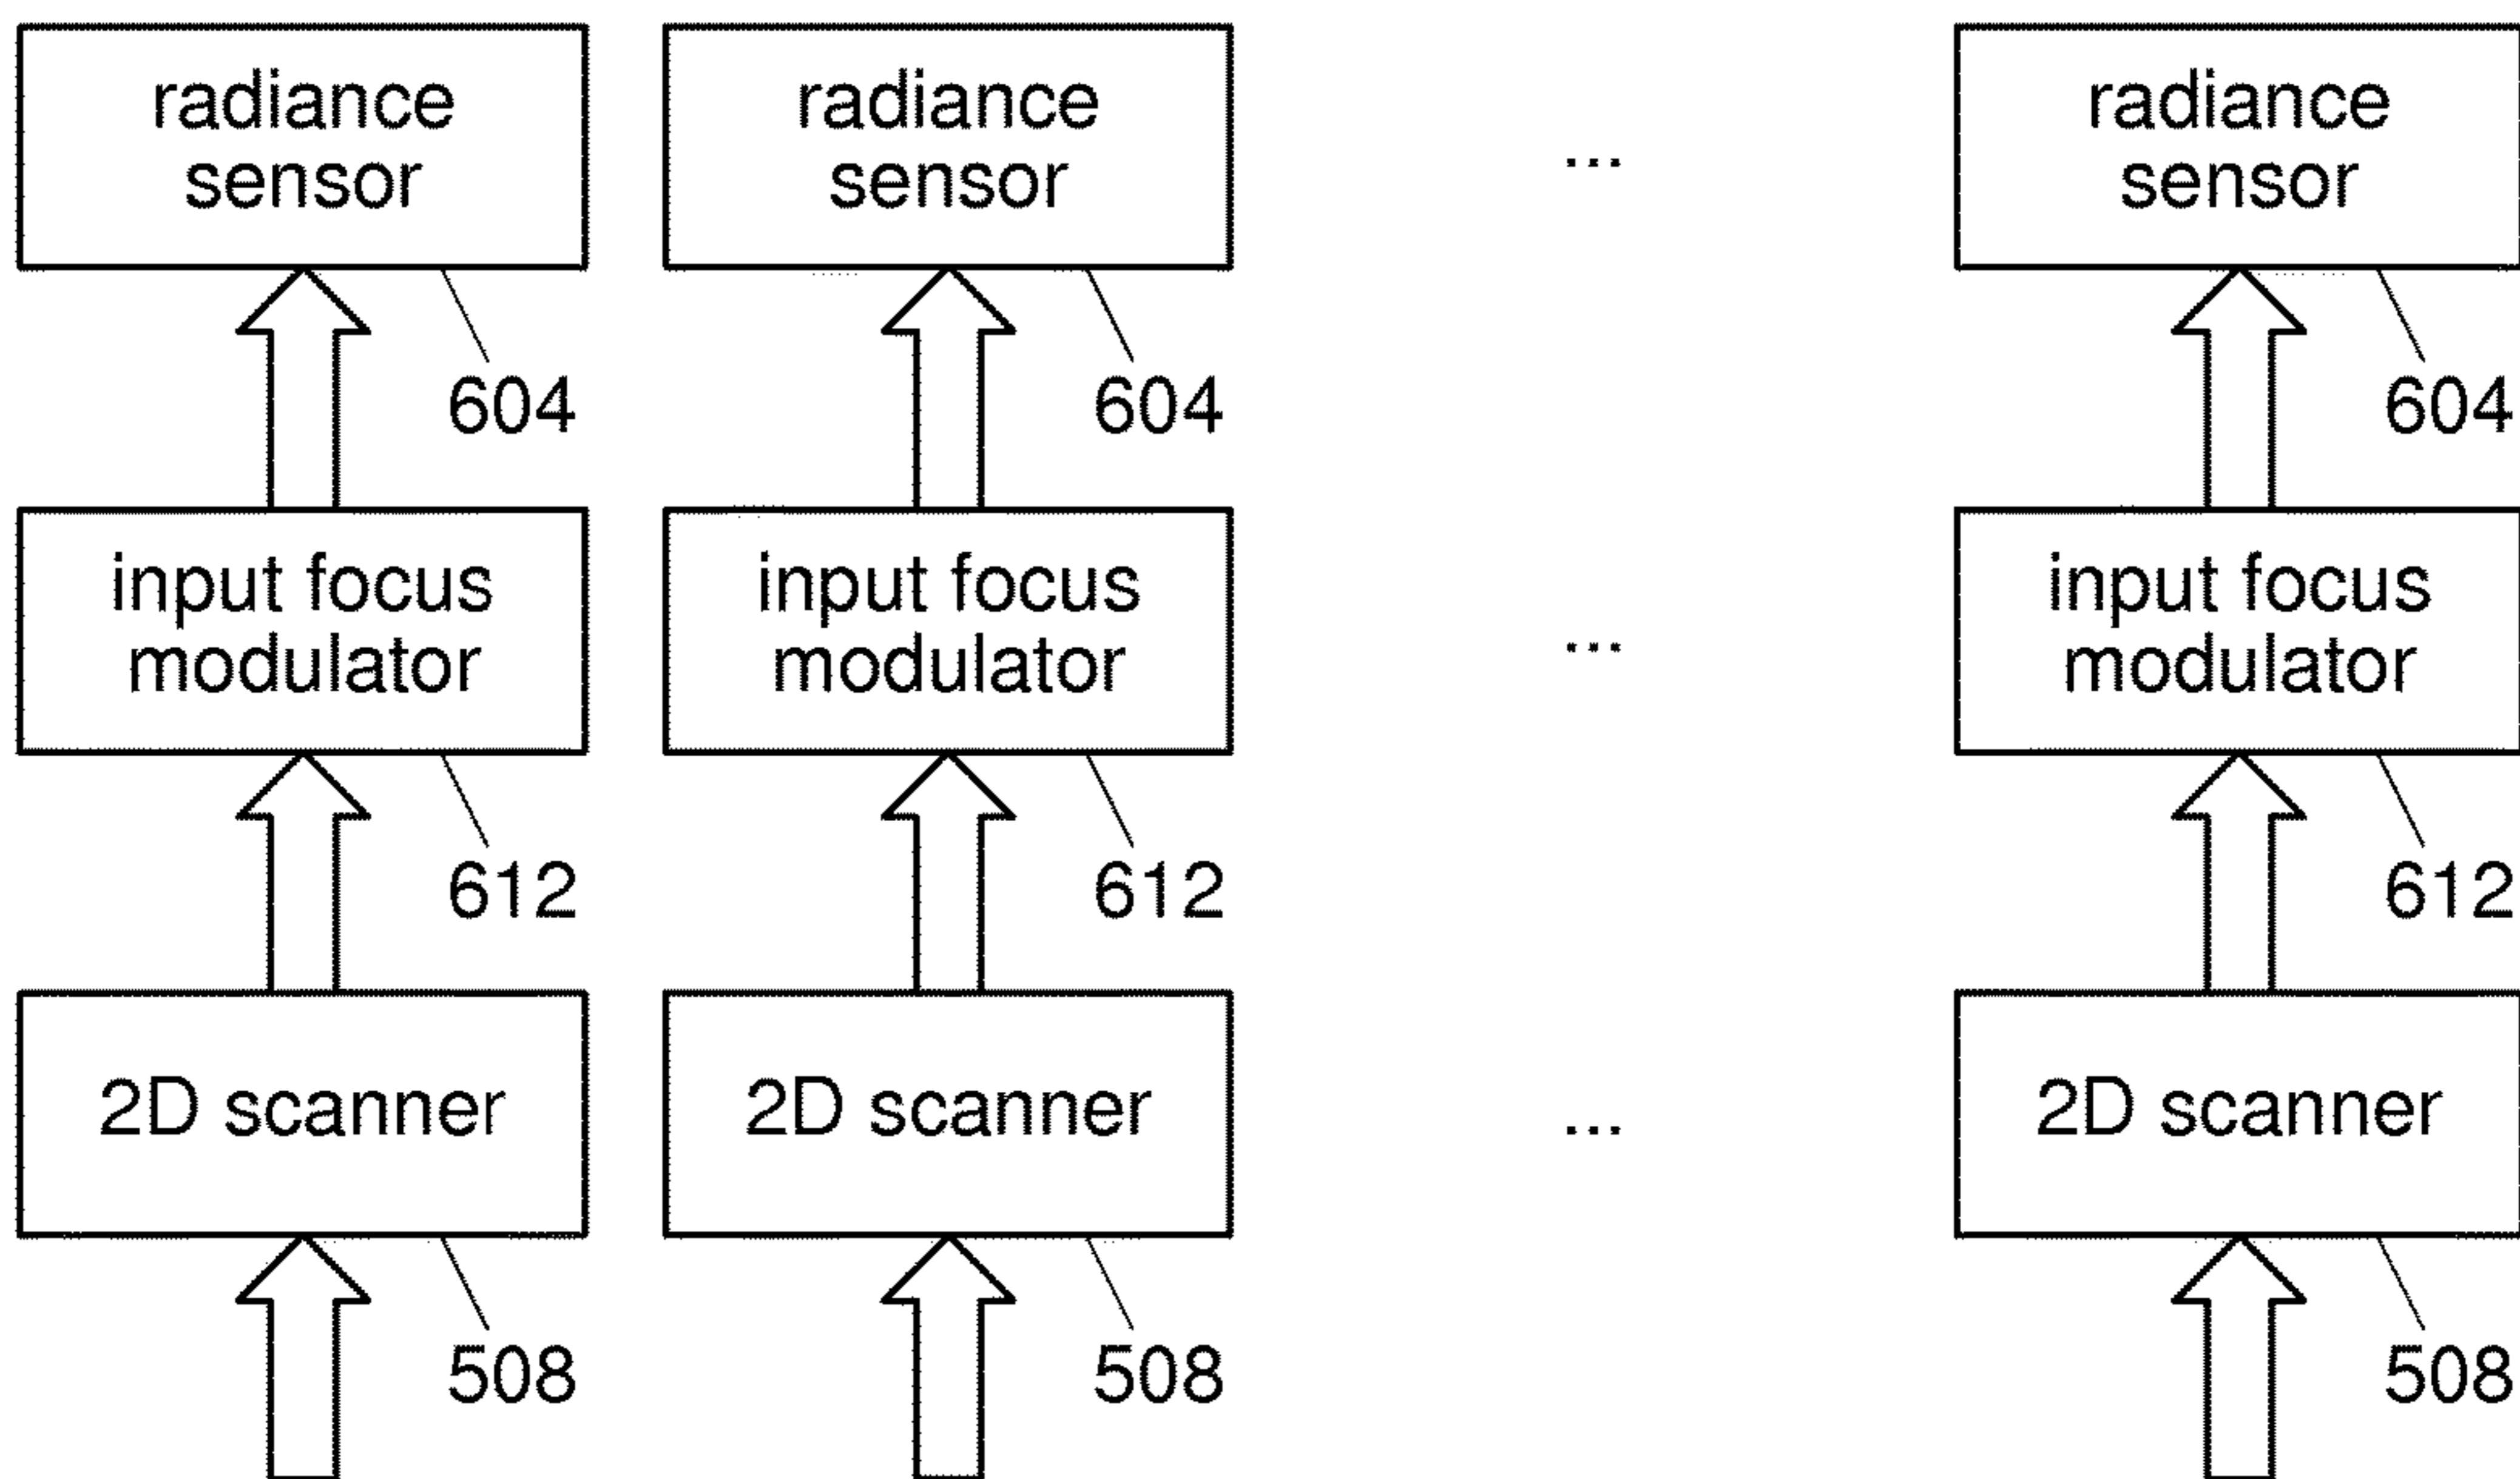 radiance
sensor
radiance
sensor
...
radiance
sensor
604
604
604
input focus
modulator
input focus
modulator
...
input focus
modulator
612
612
612
2D scanner
2D scanner
...
2D scanner
508
508
508